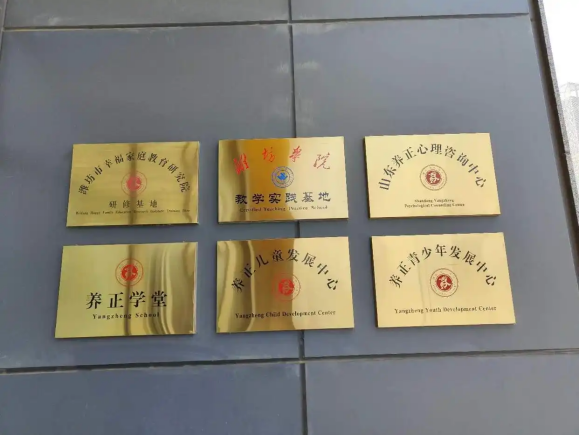 潍坊市幸福家庭教育研究院
研修基地
潍坊学院
教学实践基地
山东养正心理咨询中心
Shandong Yangzheng
Psychological Counseling Center
养正学堂
Yangzheng School
养正儿童发展中心
Yangzheng Child Development Center
养正青少年发展中心
Yangzheng Youth Development Center